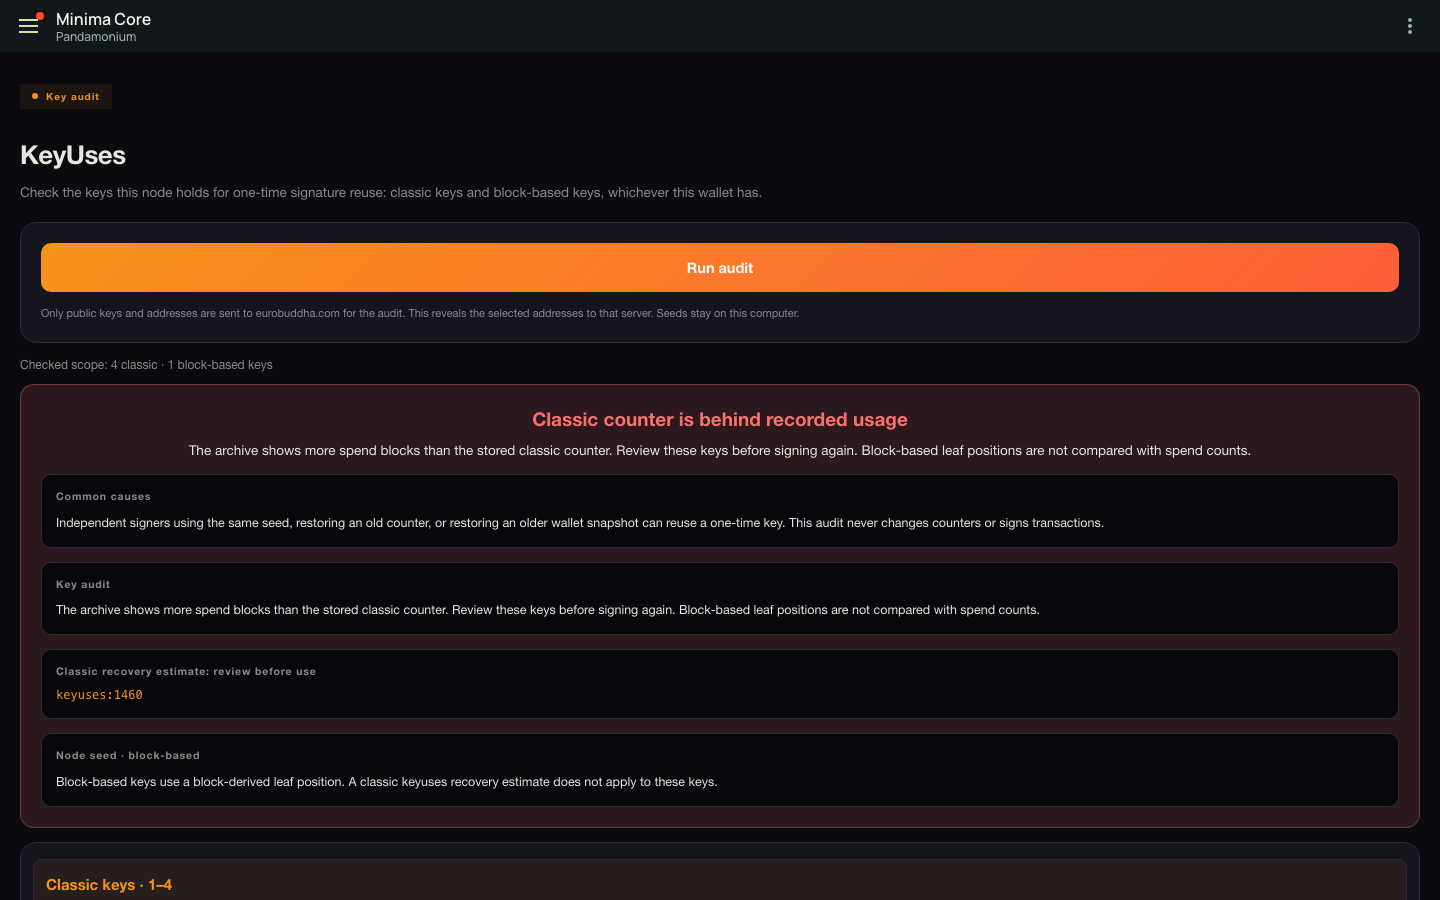 Minima Core
Pandamonium
Key audit
KeyUses
Check the keys this node holds for one-time signature reuse: classic keys and block-based keys, whichever this wallet has.
Run audit
Only public keys and addresses are sent to eurobuddha.com for the audit. This reveals the selected addresses to that server. Seeds stay on this computer.
Checked scope: 4 classic · 1 block-based keys
Classic counter is behind recorded usage
The archive shows more spend blocks than the stored classic counter. Review these keys before signing again. Block-based leaf positions are not compared with spend counts.
Common causes
Independent signers using the same seed, restoring an old counter, or restoring an older wallet snapshot can reuse a one-time key. This audit never changes counters or signs transactions.
Key audit
The archive shows more spend blocks than the stored classic counter. Review these keys before signing again. Block-based leaf positions are not compared with spend counts.
Classic recovery estimate: review before use
keyuses:1460
Node seed · block-based
Block-based keys use a block-derived leaf position. A classic keyuses recovery estimate does not apply to these keys.
Classic keys · 1–4